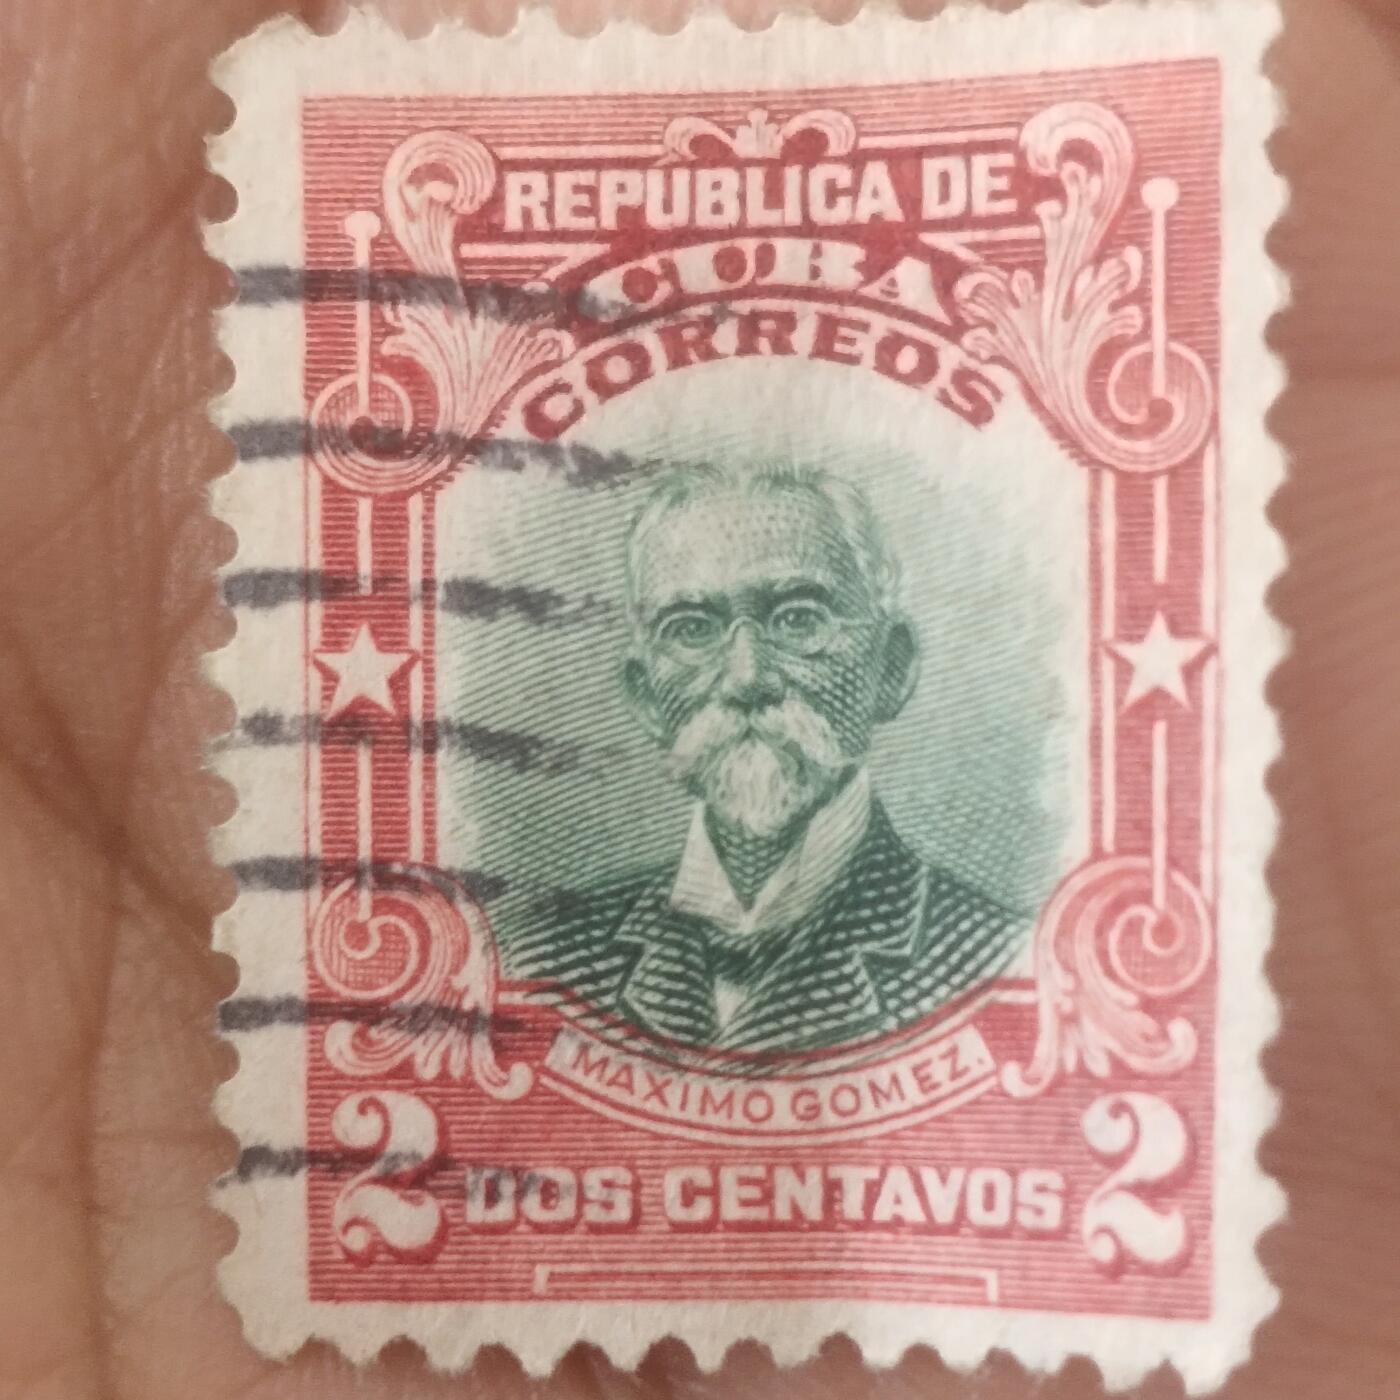 REPUBLICA DE
CUBA
CORREOS
MAXIMO GOMEZ.
2 DOS CENTAVOS 2